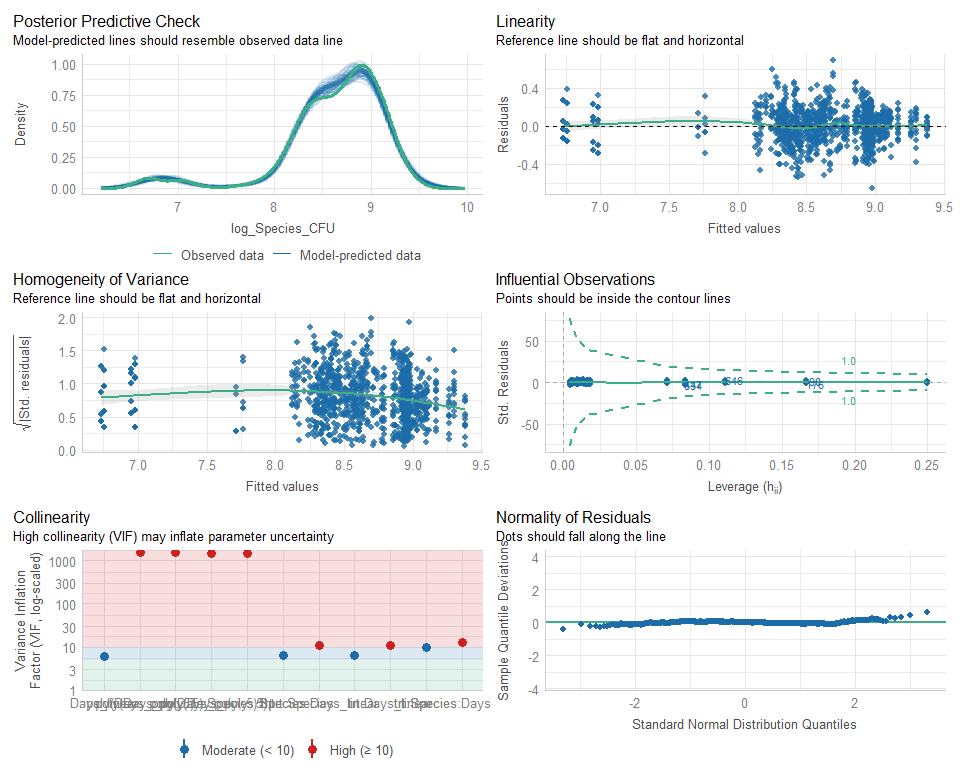 Posterior Predictive Check
Model-predicted lines should resemble observed data line
Density
1.00
0.75
0.50
0.25
0.00
7
8
9
10
log_Species_CFU
Observed data
Model-predicted data
Linearity
Reference line should be flat and horizontal
Residuals
0.4
0.0
-0.4
7.0
7.5
8.0
8.5
9.0
9.5
Fitted values
Homogeneity of Variance
Reference line should be flat and horizontal
√|Std. residuals|
2.0
1.5
1.0
0.5
0.0
7.0
7.5
8.0
8.5
9.0
9.5
Fitted values
Influential Observations
Points should be inside the contour lines
Std. Residuals
50
0
-50
1.0
1.0
0.00
0.05
0.10
0.15
0.20
0.25
Leverage (hii)
Collinearity
High collinearity (VIF) may inflate parameter uncertainty
Variance Inflation
Factor (VIF, log-scaled)
1000
300
100
30
10
3
1
Species:Days
Moderate (< 10)
High (≥ 10)
Normality of Residuals
Dots should fall along the line
Sample Quantile Deviations
4
2
0
-2
-4
-2
0
2
Standard Normal Distribution Quantiles